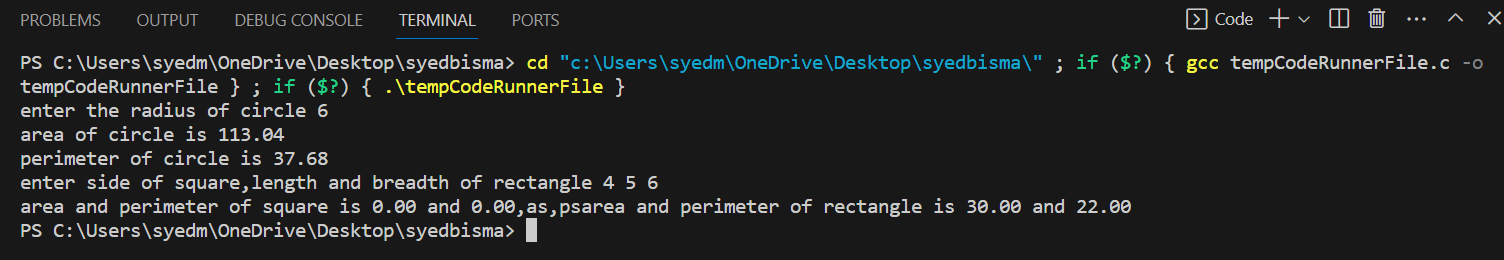 PROBLEMS OUTPUT DEBUG CONSOLE TERMINAL PORTS Code
PS C:\Users\syedm\OneDrive\Desktop\syedbisma> cd "c:\Users\syedm\OneDrive\Desktop\syedbisma\" ; if ($?) { gcc tempCodeRunnerFile.c -o
tempCodeRunnerFile } ; if ($?) { .\tempCodeRunnerFile }
enter the radius of circle 6
area of circle is 113.04
perimeter of circle is 37.68
enter side of square,length and breadth of rectangle 4 5 6
area and perimeter of square is 0.00 and 0.00,as,psarea and perimeter of rectangle is 30.00 and 22.00
PS C:\Users\syedm\OneDrive\Desktop\syedbisma>